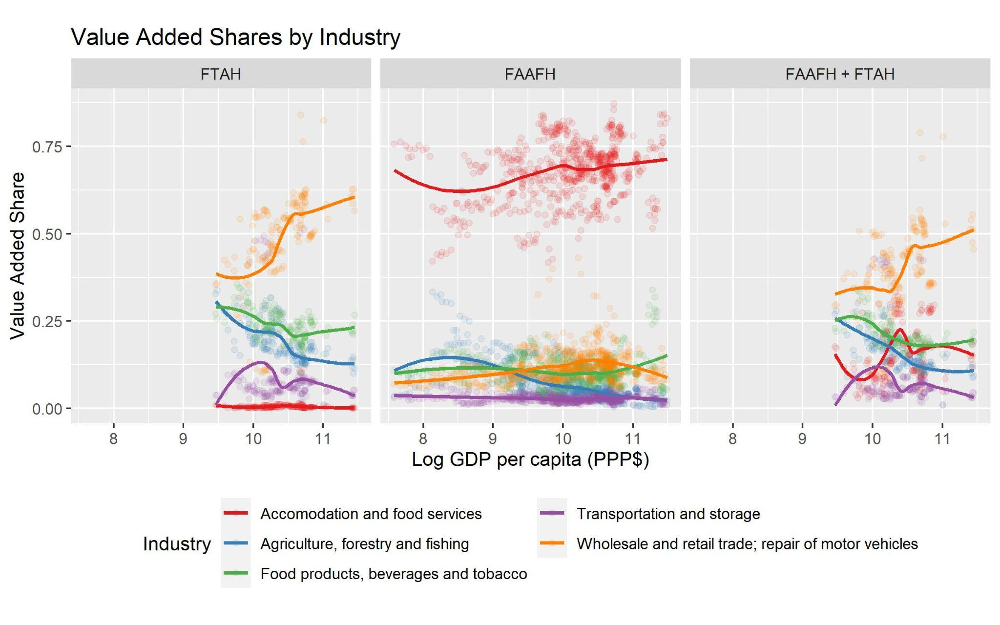 Value Added Shares by Industry
FTAH
FAAFH
FAAFH + FTAH
Value Added Share
0.75
0.50
0.25
0.00
8 9 10 11
8 9 10 11
8 9 10 11
Log GDP per capita (PPP$)
Industry
Accomodation and food services
Agriculture, forestry and fishing
Food products, beverages and tobacco
Transportation and storage
Wholesale and retail trade; repair of motor vehicles